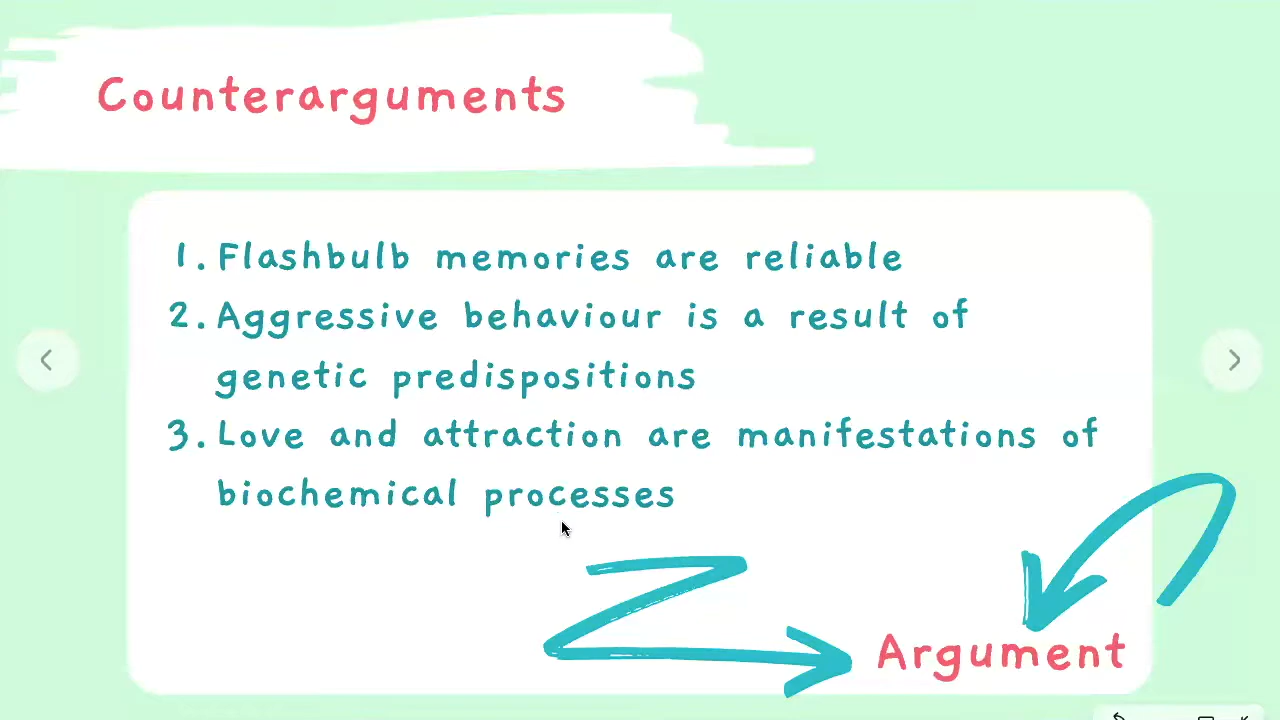 Counterarguments
1. Flashbulb memories are reliable
2. Aggressive behaviour is a result of
genetic predispositions
3. Love and attraction are manifestations of
biochemical processes
Argument